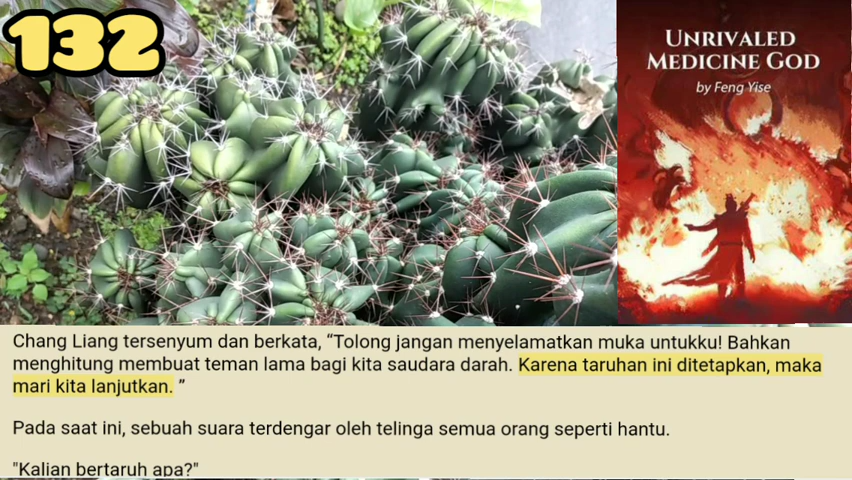 132
UNRIVALED
MEDICINE GOD
by Feng Yise
Chang Liang tersenyum dan berkata, “Tolong jangan menyelamatkan muka untukku! Bahkan
menghitung membuat teman lama bagi kita saudara darah. Karena taruhan ini ditetapkan, maka
mari kita lanjutkan. ”
Pada saat ini, sebuah suara terdengar oleh telinga semua orang seperti hantu.
"Kalian bertaruh apa?"